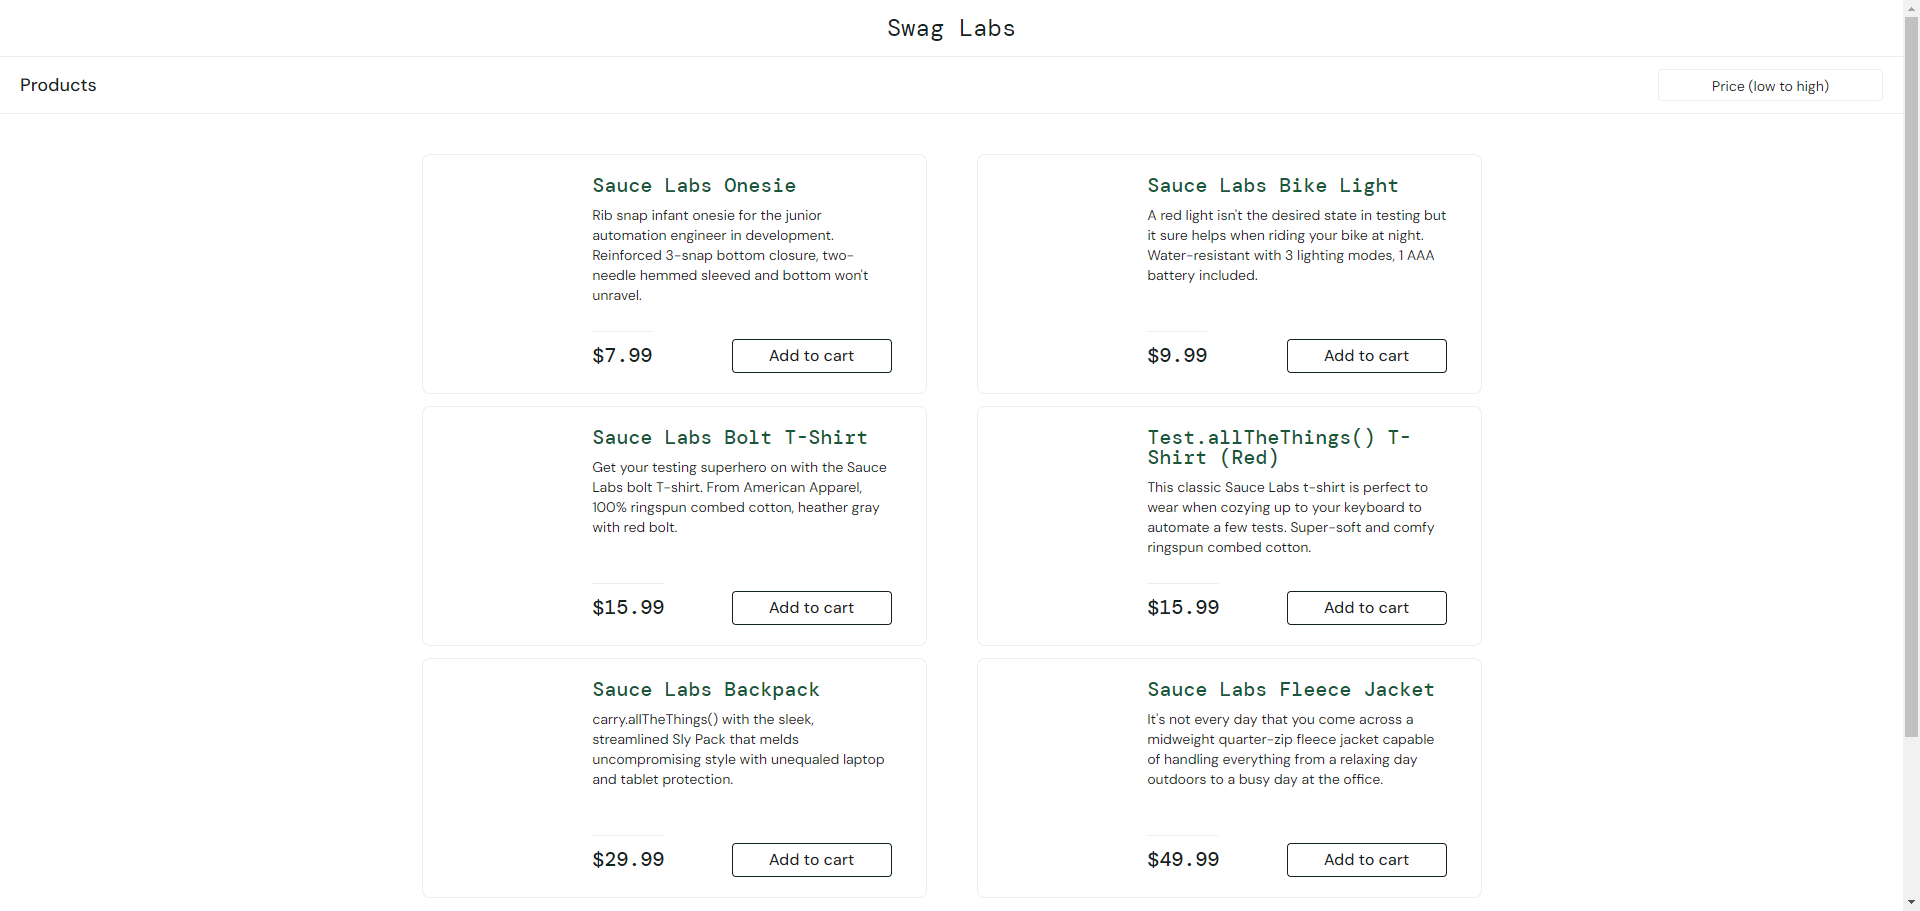 Swag Labs
Products
Price (low to high)
Sauce Labs Onesie
Rib snap infant onesie for the junior
automation engineer in development.
Reinforced 3-snap bottom closure, two-
needle hemmed sleeved and bottom won't
unravel.
$7.99
Add to cart
Sauce Labs Bike Light
A red light isn't the desired state in testing but
it sure helps when riding your bike at night.
Water-resistant with 3 lighting modes, 1 AAA
battery included.
$9.99
Add to cart
Sauce Labs Bolt T-Shirt
Get your testing superhero on with the Sauce
Labs bolt T-shirt. From American Apparel,
100% ringspun combed cotton, heather gray
with red bolt.
$15.99
Add to cart
Test.allTheThings() T-
Shirt (Red)
This classic Sauce Labs t-shirt is perfect to
wear when cozying up to your keyboard to
automate a few tests. Super-soft and comfy
ringspun combed cotton.
$15.99
Add to cart
Sauce Labs Backpack
carry.allTheThings() with the sleek,
streamlined Sly Pack that melds
uncompromising style with unequaled laptop
and tablet protection.
$29.99
Add to cart
Sauce Labs Fleece Jacket
It's not every day that you come across a
midweight quarter-zip fleece jacket capable
of handling everything from a relaxing day
outdoors to a busy day at the office.
$49.99
Add to cart